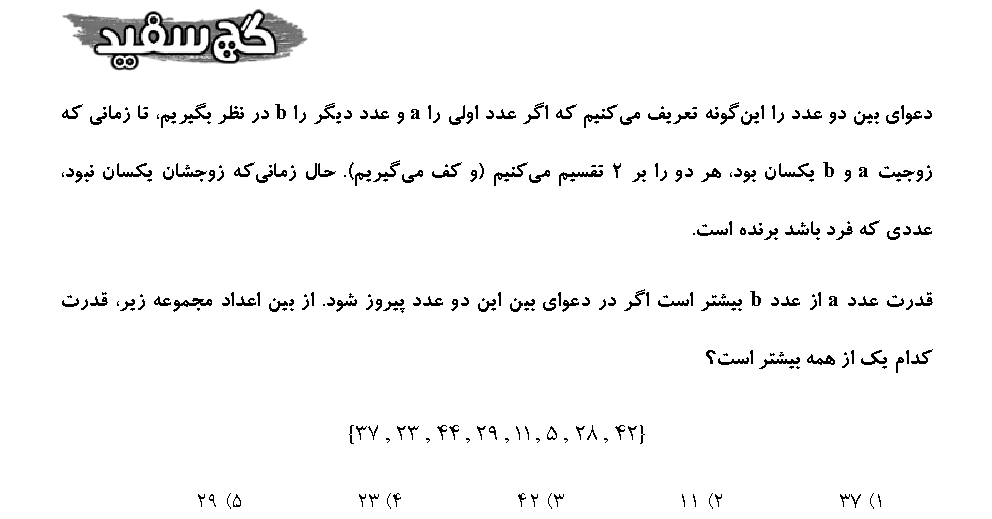 گچ سفید
دعوای بین دو عدد را این‌گونه تعریف می‌کنیم که اگر عدد اولی را a و عدد دیگر را b در نظر بگیریم، تا زمانی که
زوجیت a و b یکسان بود، هر دو را بر ۲ تقسیم می‌کنیم (و کف می‌گیریم). حال زمانی‌که زوجشان یکسان نبود،
عددی که فرد باشد برنده است.
قدرت عدد a از عدد b بیشتر است اگر در دعوای بین این دو عدد پیروز شود. از بین اعداد مجموعه زیر، قدرت
کدام یک از همه بیشتر است؟
{۳۷ , ۲۳ , ۴۴ , ۲۹ , ۱۱ , ۵ , ۲۸ , ۴۲}
۱) ۳۷ ۲) ۱۱ ۳) ۴۲ ۴) ۲۳ ۵) ۲۹